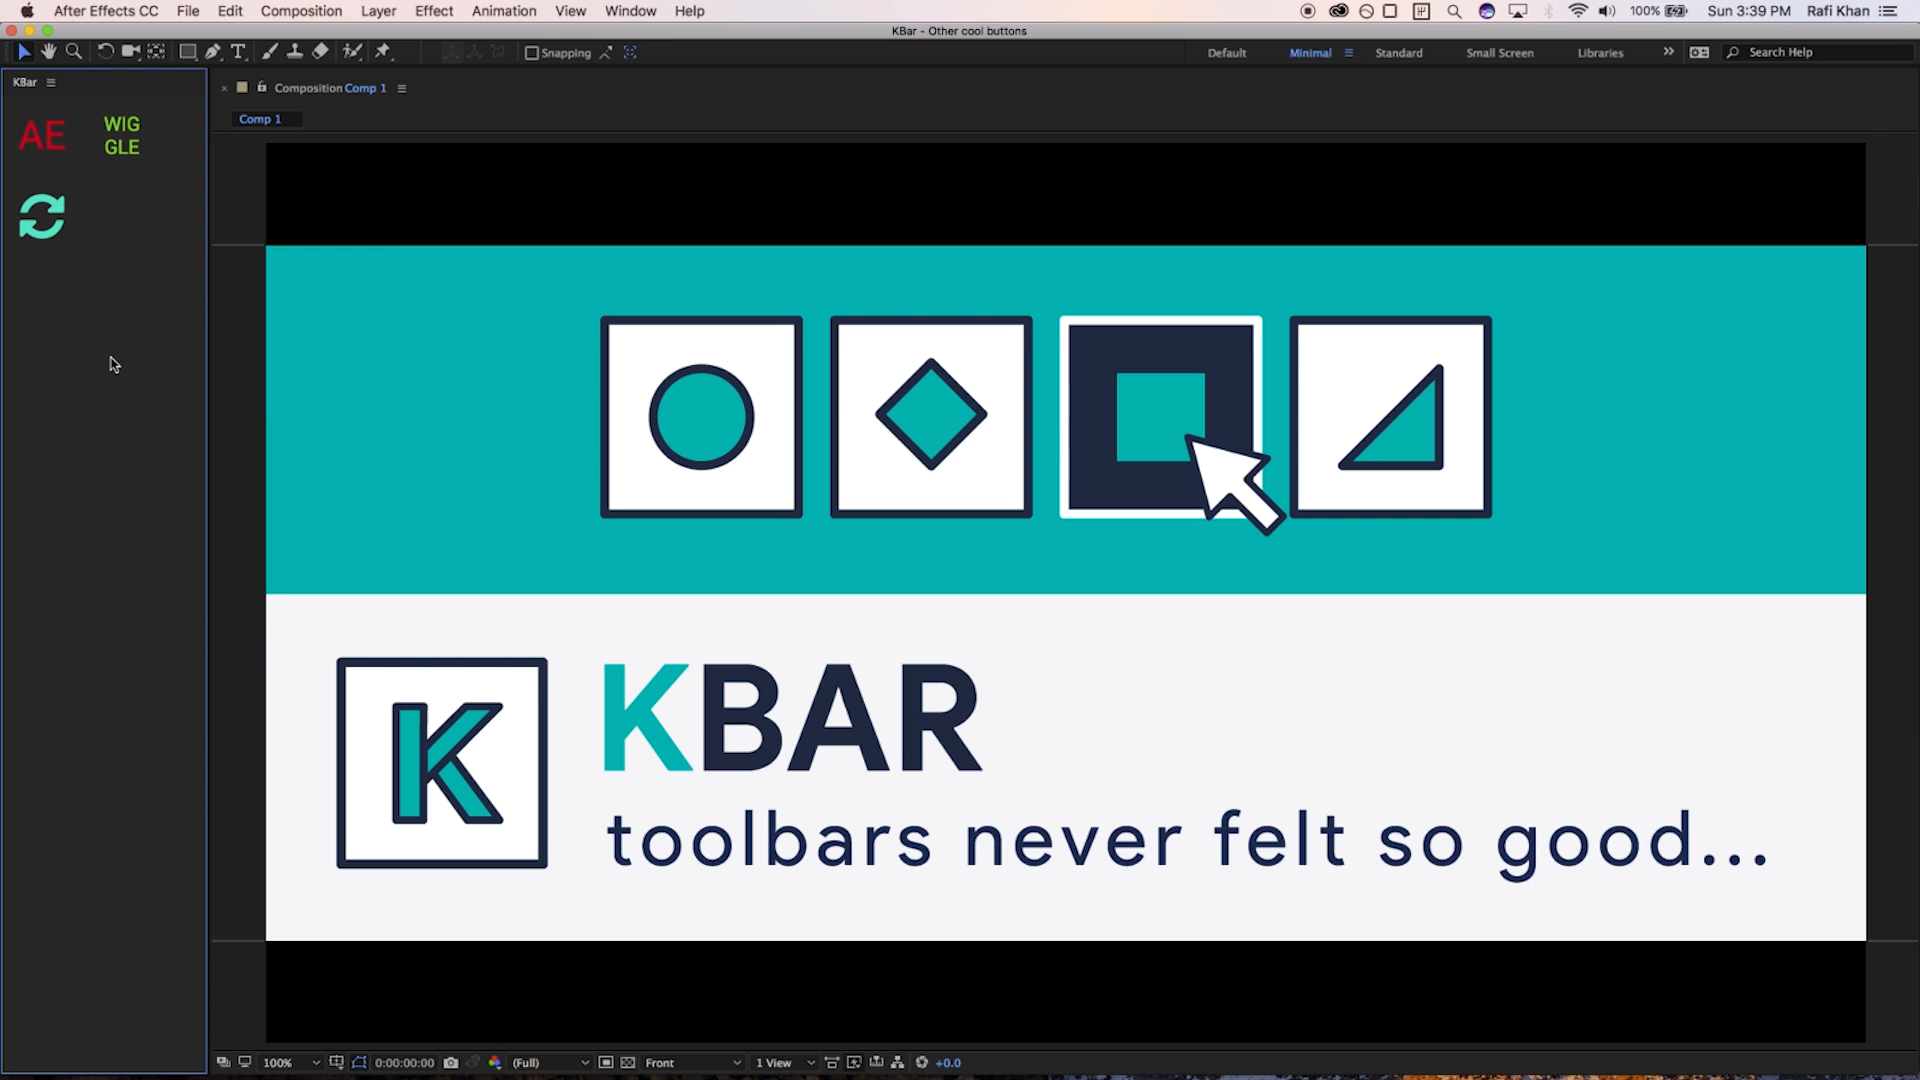 After Effects CC File Edit Composition Layer Effect Animation View Window Help 100% Sun 3:39 PM Rafi Khan
KBar - Other cool buttons
T Snapping Default Minimal Standard Small Screen Libraries Search Help
KBar
Composition Comp 1
Comp 1
AE
WIG
GLE
K
KBAR
toolbars never felt so good...
100% 0:00:00:00 (Full) Front 1 View +0.0